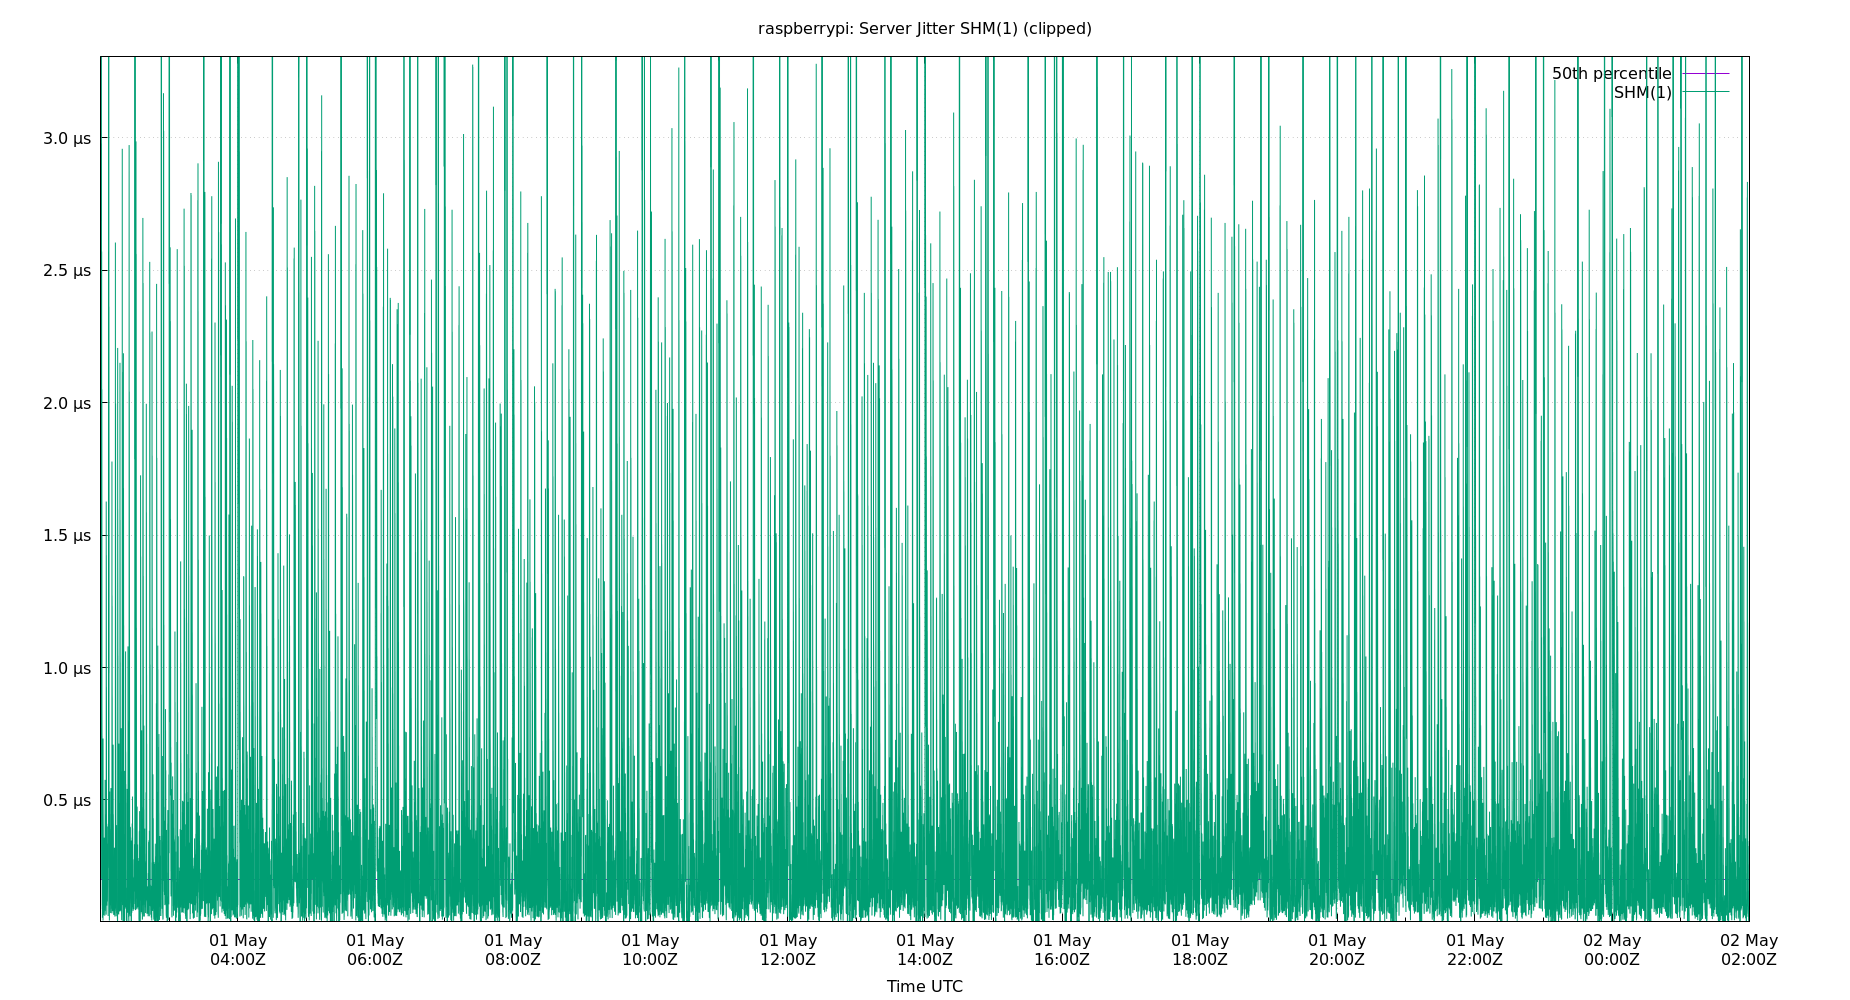 raspberrypi: Server Jitter SHM(1) (clipped)
50th percentile
SHM(1)
3.0 µs
2.5 µs
2.0 µs
1.5 µs
1.0 µs
0.5 µs
01 May 01 May 01 May 01 May 01 May 01 May 01 May 01 May 01 May 01 May 02 May 02 May
04:00Z 06:00Z 08:00Z 10:00Z 12:00Z 14:00Z 16:00Z 18:00Z 20:00Z 22:00Z 00:00Z 02:00Z
Time UTC